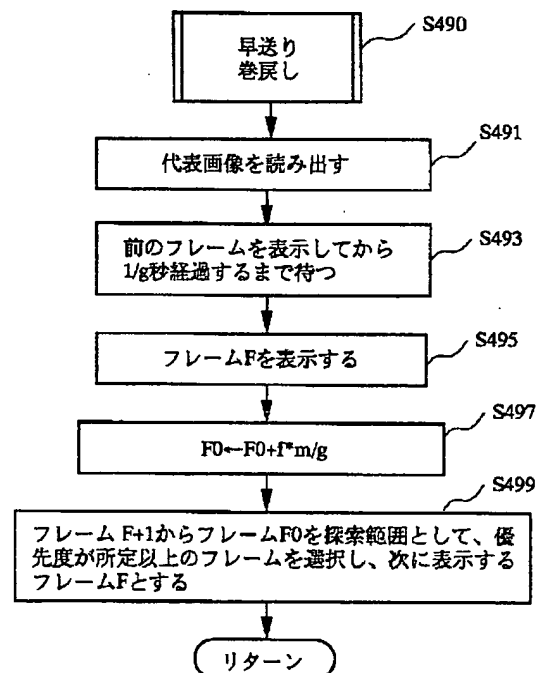 S490
早送り
巻戻し
S491
代表画像を読み出す
S493
前のフレームを表示してから
1/g秒経過するまで待つ
S495
フレームFを表示する
S497
F0←F0+f*m/g
S499
フレーム F+1からフレームF0を探索範囲として、優
先度が所定以上のフレームを選択し、次に表示する
フレームFとする
リターン